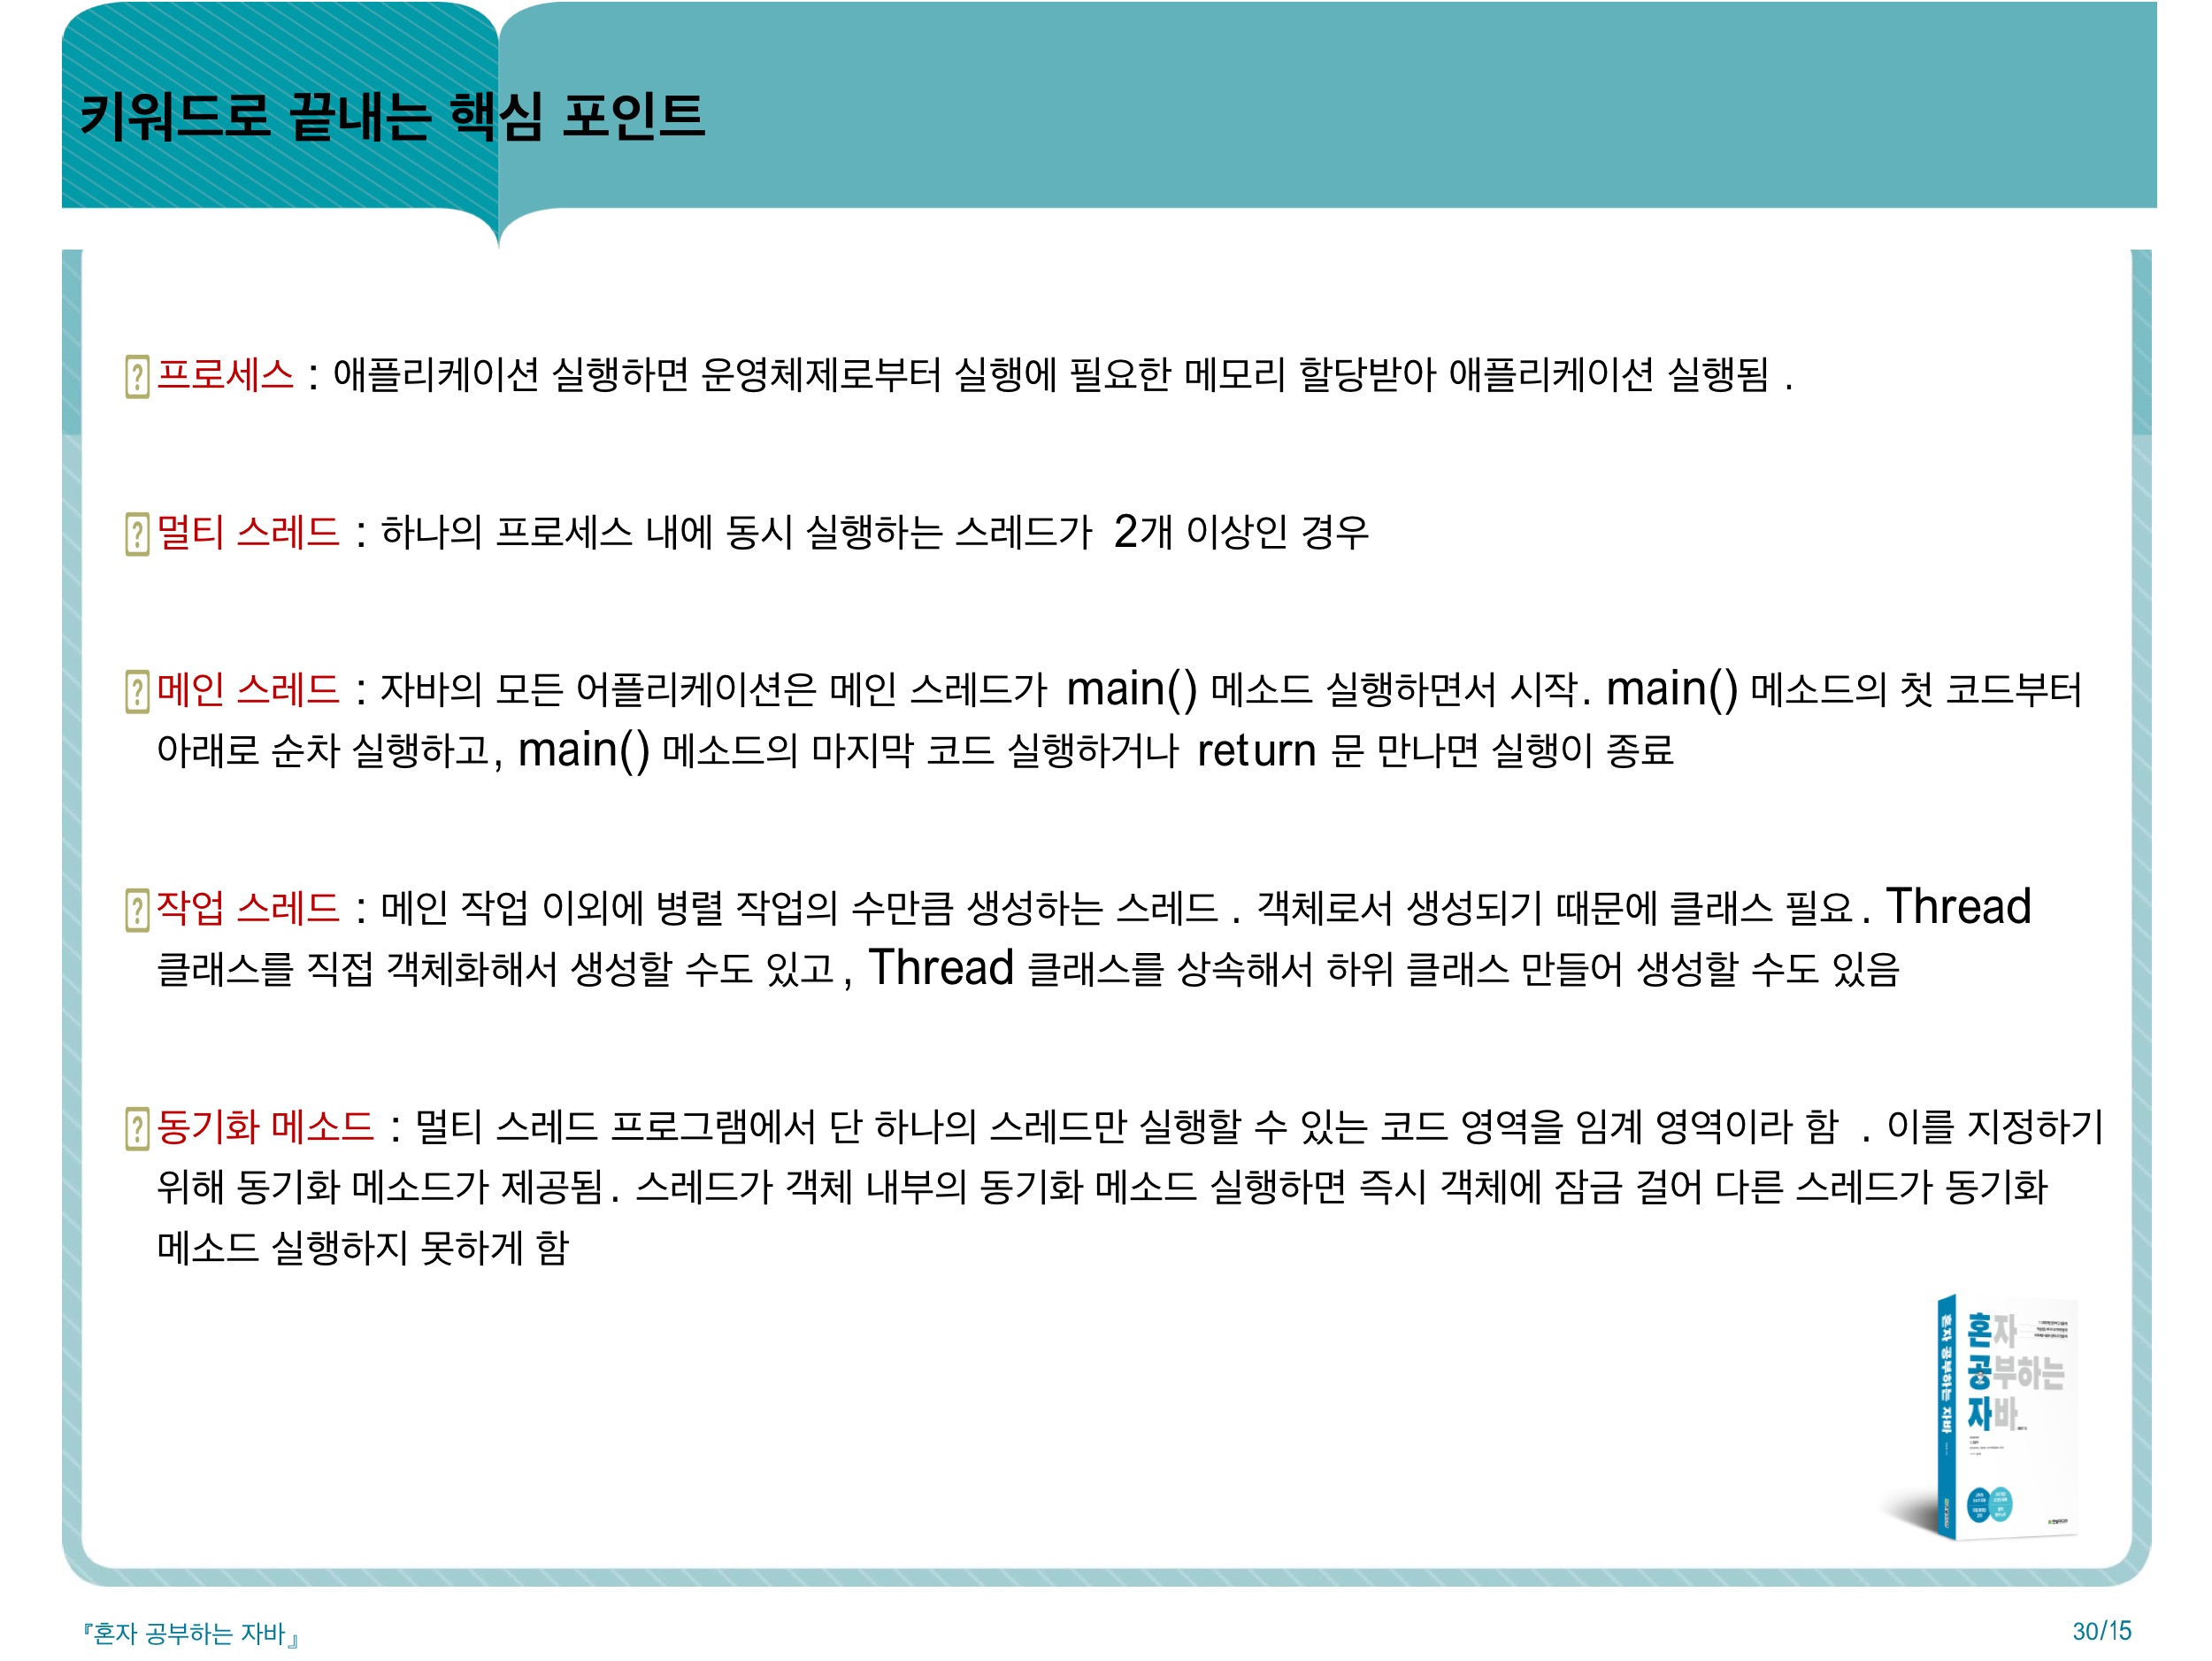 키워드로 끝내는 핵심 포인트
프로세스 : 애플리케이션 실행하면 운영체제로부터 실행에 필요한 메모리 할당받아 애플리케이션 실행됨 .
멀티 스레드 : 하나의 프로세스 내에 동시 실행하는 스레드가 2개 이상인 경우
메인 스레드 : 자바의 모든 어플리케이션은 메인 스레드가 main() 메소드 실행하면서 시작. main() 메소드의 첫 코드부터
아래로 순차 실행하고, main() 메소드의 마지막 코드 실행하거나 return 문 만나면 실행이 종료
작업 스레드 : 메인 작업 이외에 병렬 작업의 수만큼 생성하는 스레드 . 객체로서 생성되기 때문에 클래스 필요. Thread
클래스를 직접 객체화해서 생성할 수도 있고 , Thread 클래스를 상속해서 하위 클래스 만들어 생성할 수도 있음
동기화 메소드 : 멀티 스레드 프로그램에서 단 하나의 스레드만 실행할 수 있는 코드 영역을 임계 영역이라 함 . 이를 지정하기
위해 동기화 메소드가 제공됨. 스레드가 객체 내부의 동기화 메소드 실행하면 즉시 객체에 잠금 걸어 다른 스레드가 동기화
메소드 실행하지 못하게 함
혼자 공부하는 자바
혼자
공부하는
자바
한빛미디어
『혼자 공부하는 자바』
30/15